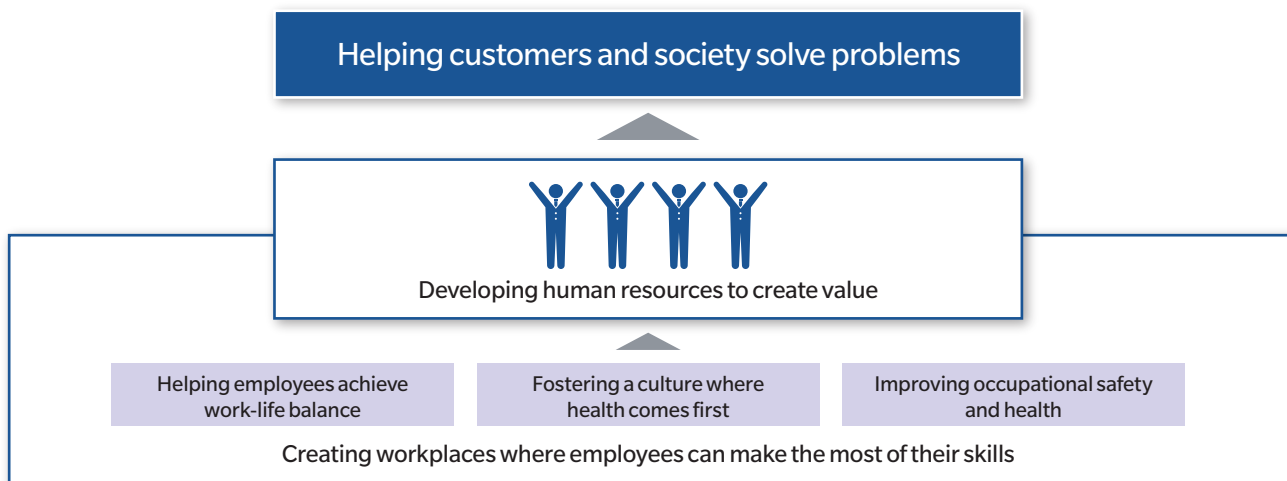 Helping customers and society solve problems
Developing human resources to create value
Helping employees achieve
work-life balance
Fostering a culture where
health comes first
Improving occupational safety
and health
Creating workplaces where employees can make the most of their skills